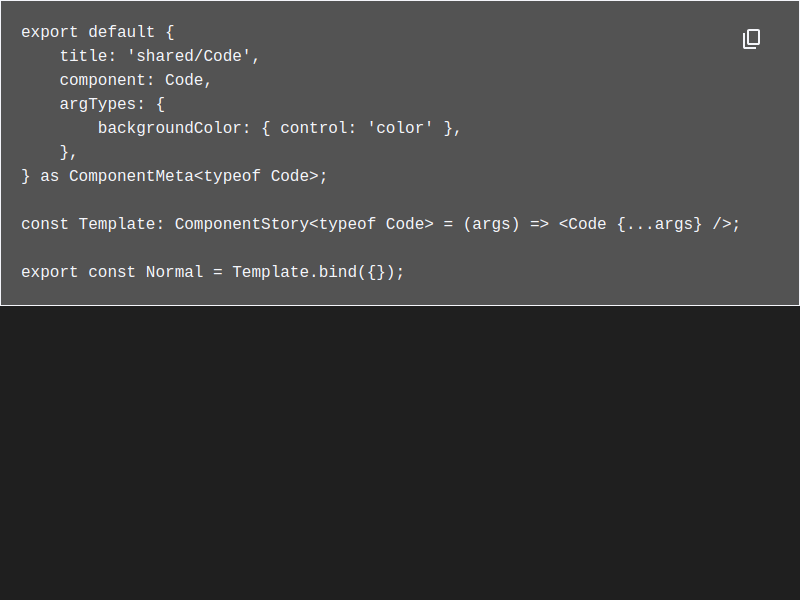 export default {
    title: 'shared/Code',
    component: Code,
    argTypes: {
        backgroundColor: { control: 'color' },
    },
} as ComponentMeta<typeof Code>;

const Template: ComponentStory<typeof Code> = (args) => <Code {...args} />;

export const Normal = Template.bind({});